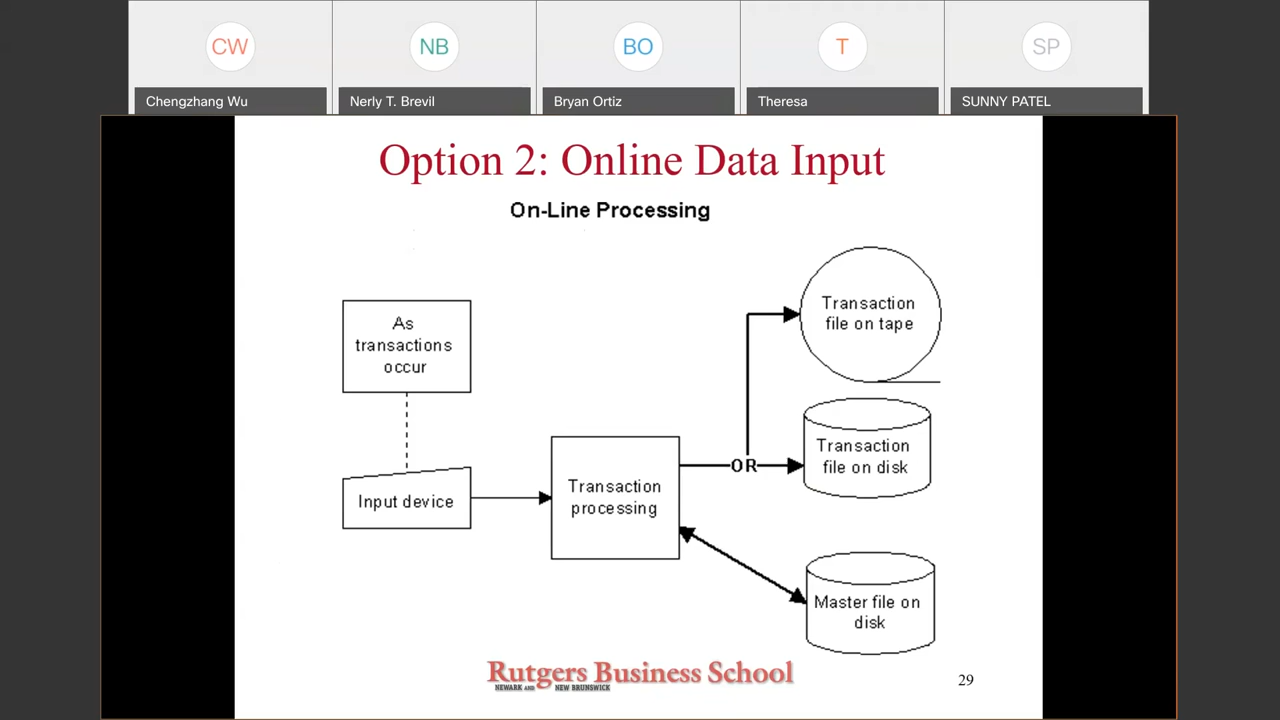 CW
NB
BO
T
SP
Chengzhang Wu
Nerly T. Brevil
Bryan Ortiz
Theresa
SUNNY PATEL
Option 2: Online Data Input
On-Line Processing
As
transactions
occur
Input device
Transaction
processing
OR
Transaction
file on tape
Transaction
file on disk
Master file on
disk
Rutgers Business School
NEWARK AND NEW BRUNSWICK
29